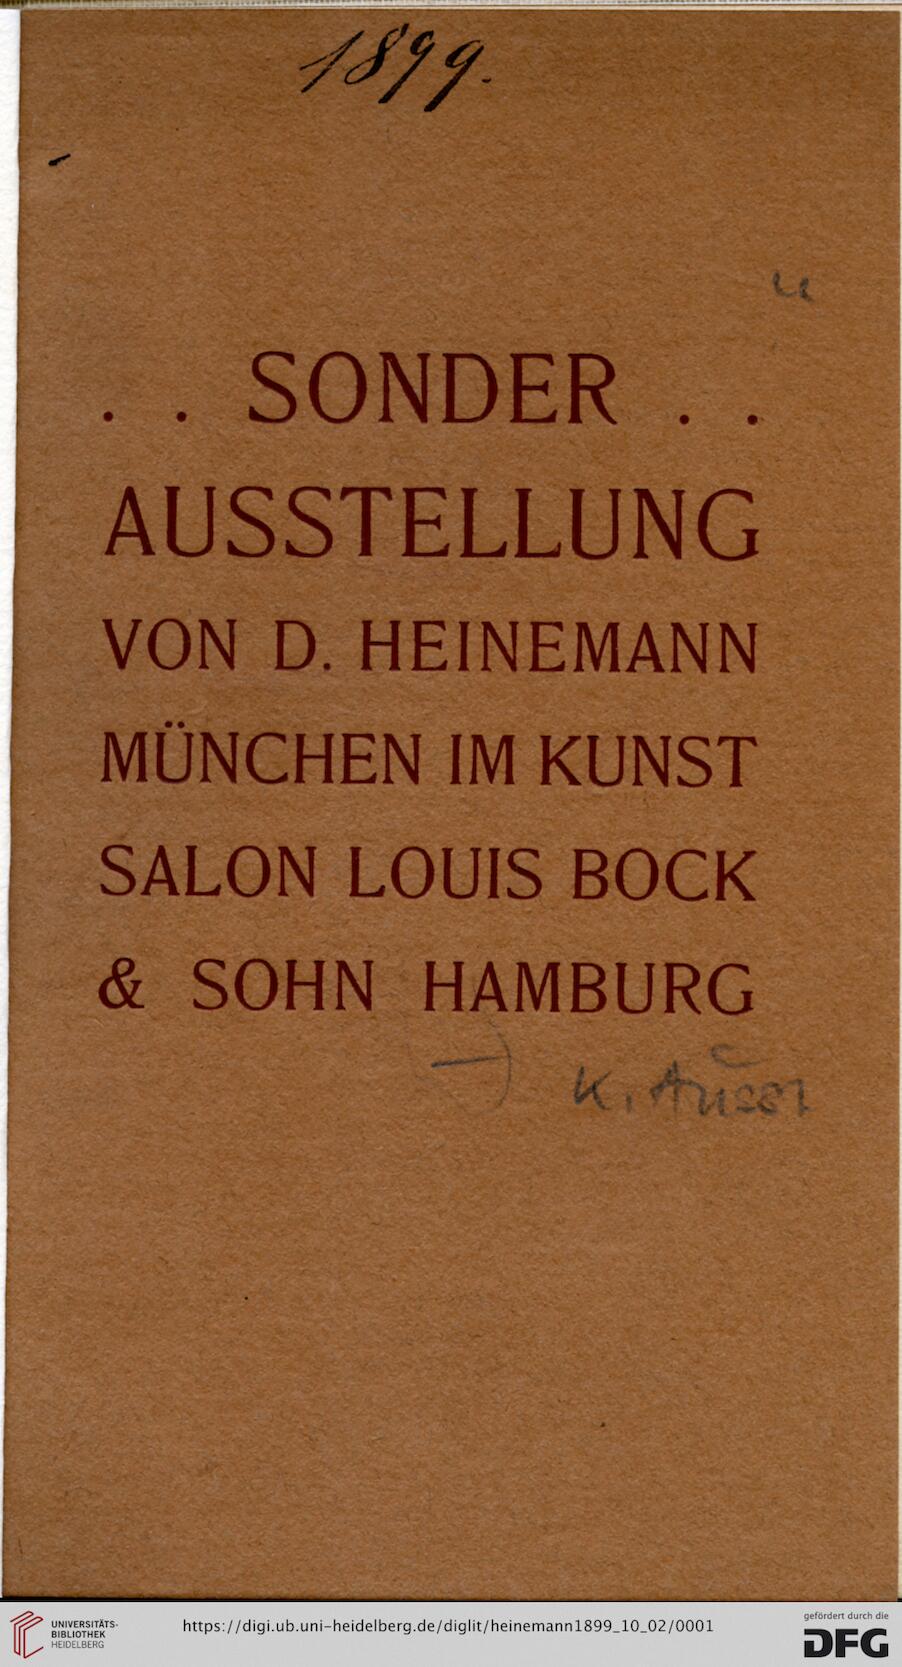 1899.
. . SONDER . .
AUSSTELLUNG
VON D. HEINEMANN
MÜNCHEN IM KUNST
SALON LOUIS BOCK
& SOHN HAMBURG
K. Ausst
UNIVERSITÄTS-
BIBLIOTHEK
HEIDELBERG
https://digi.ub.uni-heidelberg.de/diglit/heinemann1899_10_02/0001
gefördert durch die
DFG